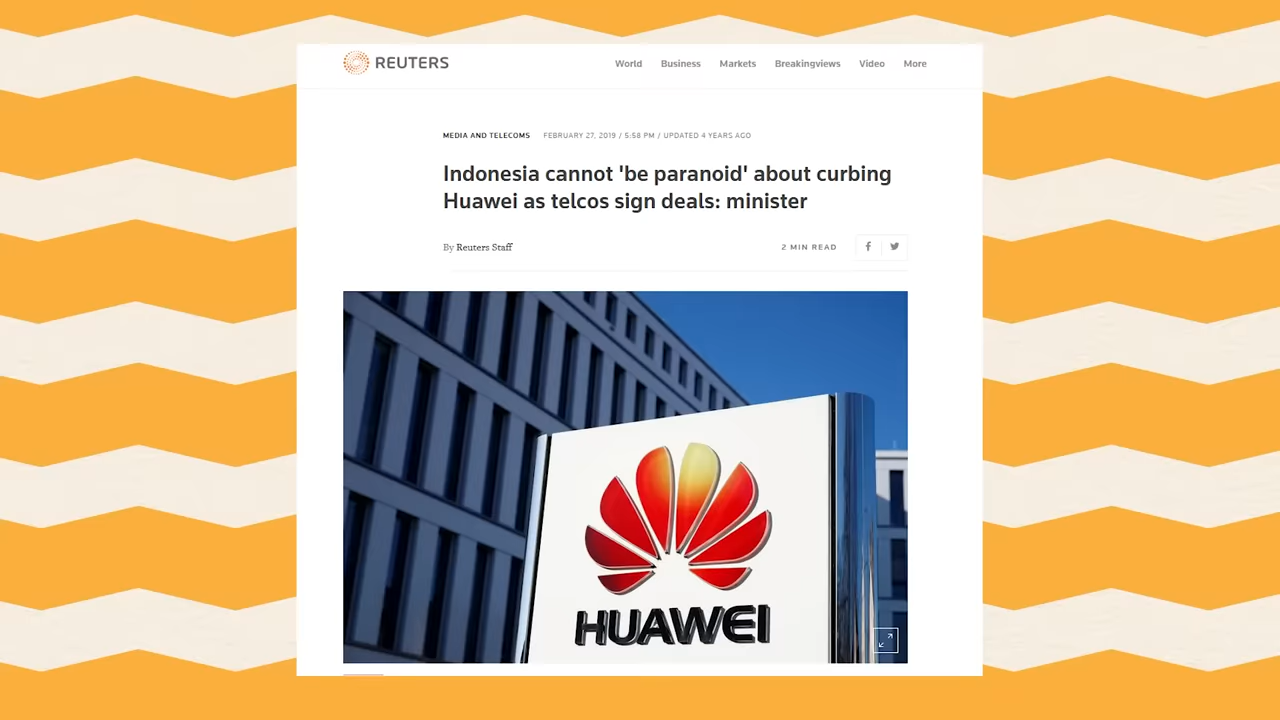 REUTERS
World Business Markets Breakingviews Video More
MEDIA AND TELECOMS FEBRUARY 27, 2019 / 5:58 PM / UPDATED 4 YEARS AGO
Indonesia cannot 'be paranoid' about curbing
Huawei as telcos sign deals: minister
By Reuters Staff
2 MIN READ
HUAWEI